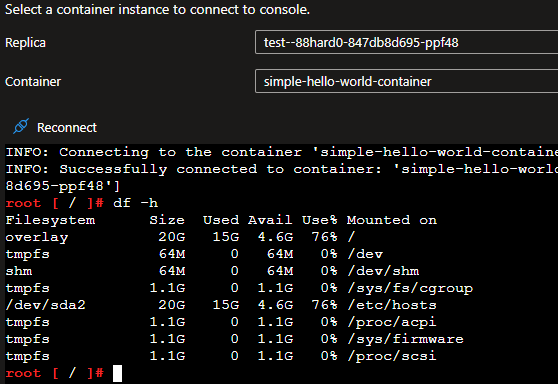 Select a container instance to connect to console.
Replica
test--88hard0-847db8d695-ppf48
Container
simple-hello-world-container
Reconnect
INFO: Connecting to the container 'simple-hello-world-containe
INFO: Successfully connected to container: 'simple-hello-worl
8d695-ppf48']
root [ / ]# df -h
Filesystem      Size  Used Avail Use% Mounted on
overlay          20G   15G  4.6G  76% /
tmpfs            64M     0   64M   0% /dev
shm              64M     0   64M   0% /dev/shm
tmpfs           1.1G     0  1.1G   0% /sys/fs/cgroup
/dev/sda2        20G   15G  4.6G  76% /etc/hosts
tmpfs           1.1G     0  1.1G   0% /proc/acpi
tmpfs           1.1G     0  1.1G   0% /sys/firmware
tmpfs           1.1G     0  1.1G   0% /proc/scsi
root [ / ]#